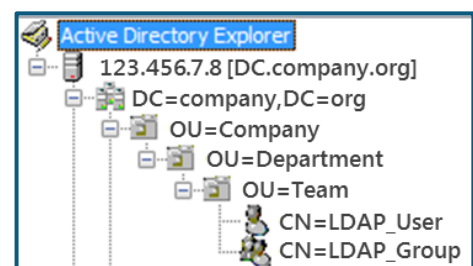 Active Directory Explorer
123.456.7.8 [DC.company.org]
DC=company,DC=org
OU=Company
OU=Department
OU=Team
CN=LDAP_User
CN=LDAP_Group